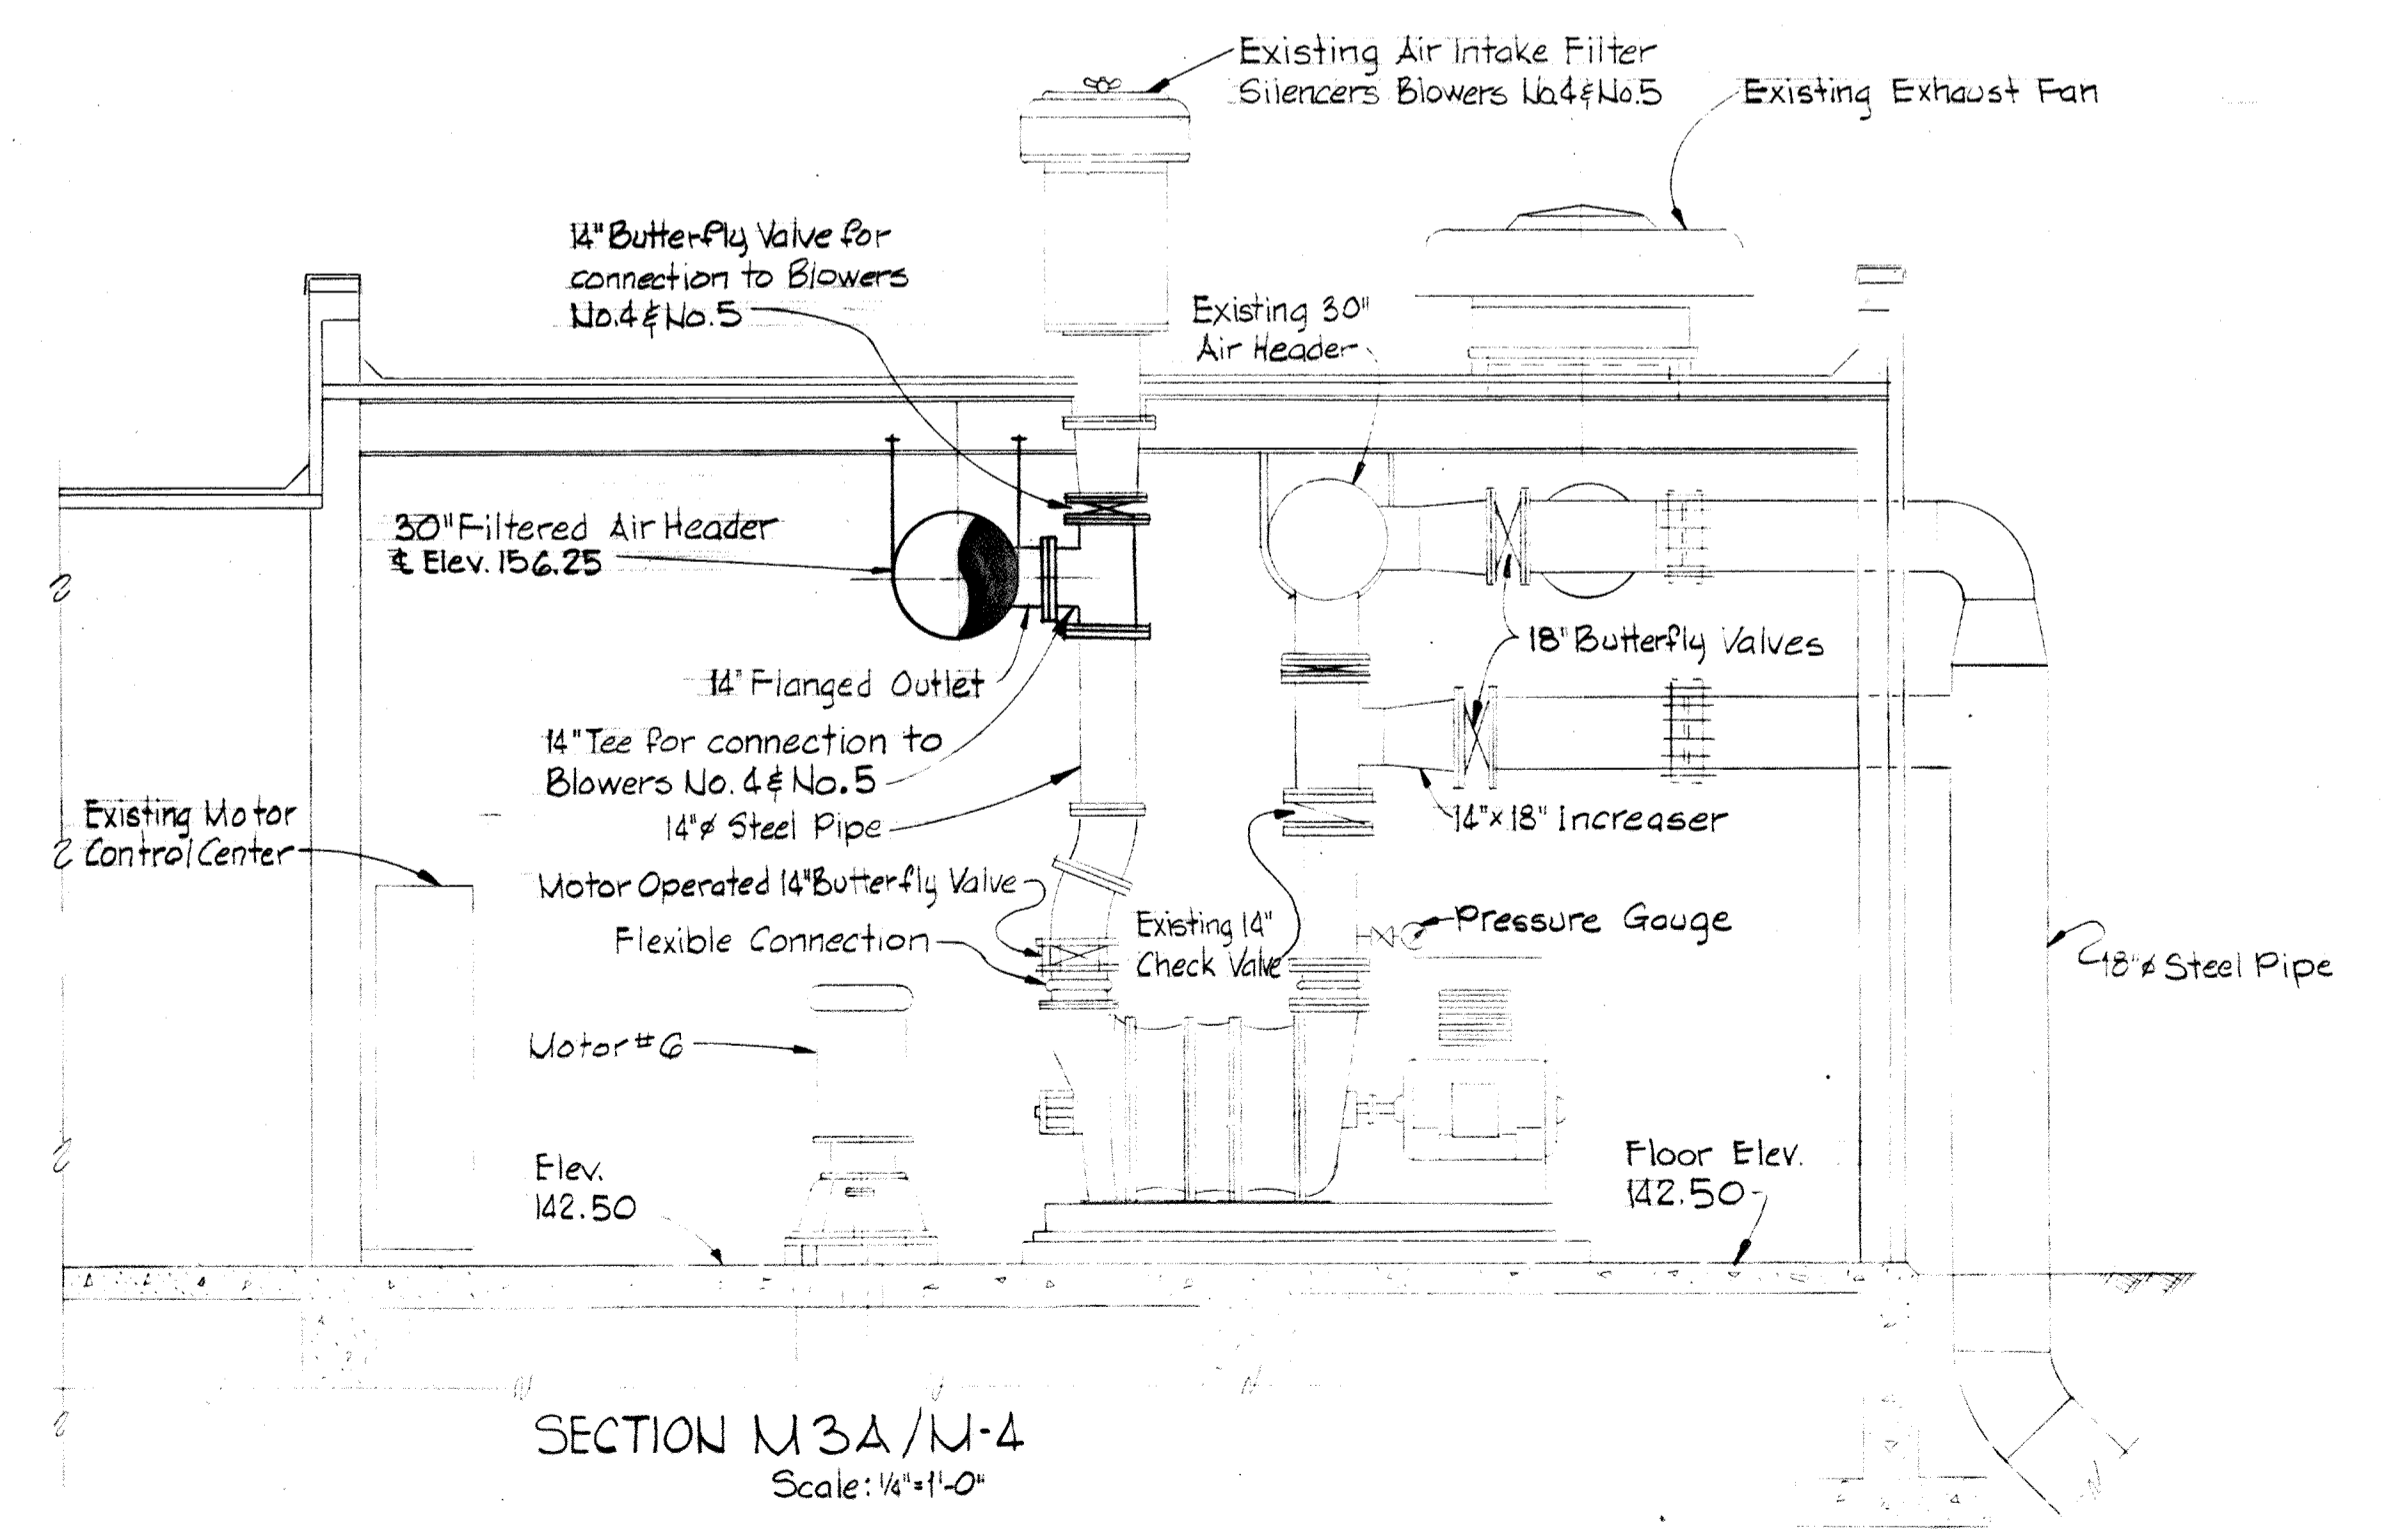 Existing Air Intake Filter
Silencers Blowers No.4 & No.5
Existing Exhaust Fan
14" Butterfly Valve for
connection to Blowers
No.4 & No.5
Existing 30"
Air Header
30" Filtered Air Header
℄ Elev. 156.25
18" Butterfly Valves
14" Flanged Outlet
14" Tee for connection to
Blowers No. 4 & No.5
14"ø Steel Pipe
14"x18" Increaser
Existing Motor
Control Center
Motor Operated 14" Butterfly Valve
Flexible Connection
Existing 14"
Check Valve
Pressure Gauge
18"ø Steel Pipe
Motor #6
Elev.
142.50
Floor Elev.
142.50
SECTION M3A/M-4
Scale: 1/4"=1'-0"